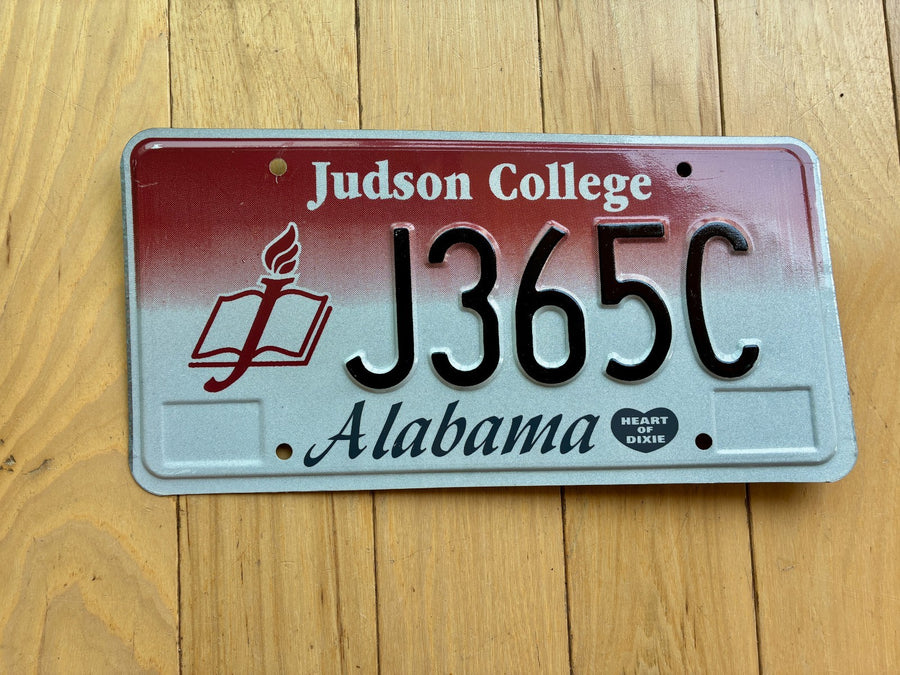 Judson College
J365C
Alabama
HEART
OF
DIXIE